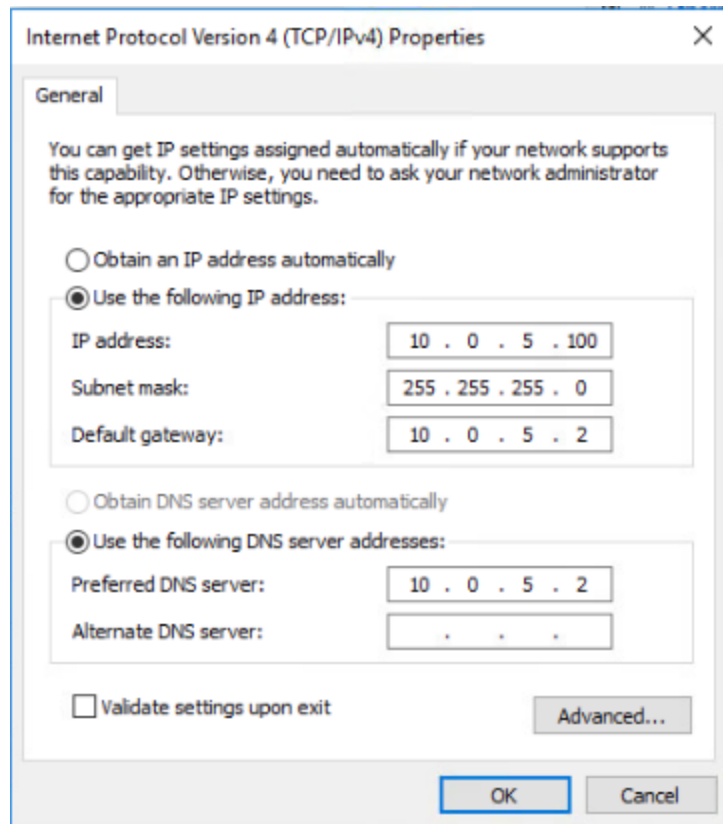 Internet Protocol Version 4 (TCP/IPv4) Properties
General
You can get IP settings assigned automatically if your network supports
this capability. Otherwise, you need to ask your network administrator
for the appropriate IP settings.
Obtain an IP address automatically
Use the following IP address:
IP address: 10 . 0 . 5 . 100
Subnet mask: 255 . 255 . 255 . 0
Default gateway: 10 . 0 . 5 . 2
Obtain DNS server address automatically
Use the following DNS server addresses:
Preferred DNS server: 10 . 0 . 5 . 2
Alternate DNS server: . . .
Validate settings upon exit
Advanced...
OK Cancel